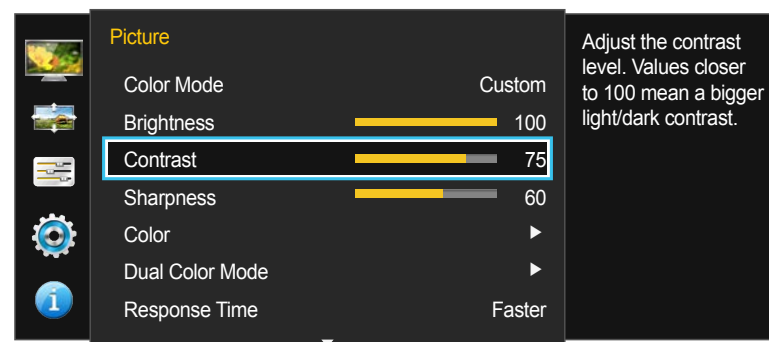 Picture
Color Mode Custom
Brightness 100
Contrast 75
Sharpness 60
Color
Dual Color Mode
Response Time Faster
Adjust the contrast
level. Values closer
to 100 mean a bigger
light/dark contrast.